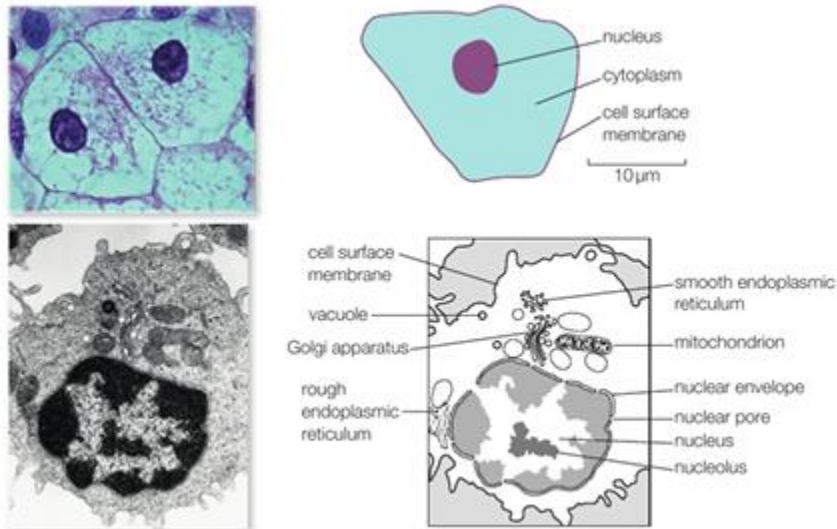 nucleus
cytoplasm
cell surface
membrane
10 µm
cell surface
membrane
vacuole
Golgi apparatus
rough
endoplasmic
reticulum
smooth endoplasmic
reticulum
mitochondrion
nuclear envelope
nuclear pore
nucleus
nucleolus